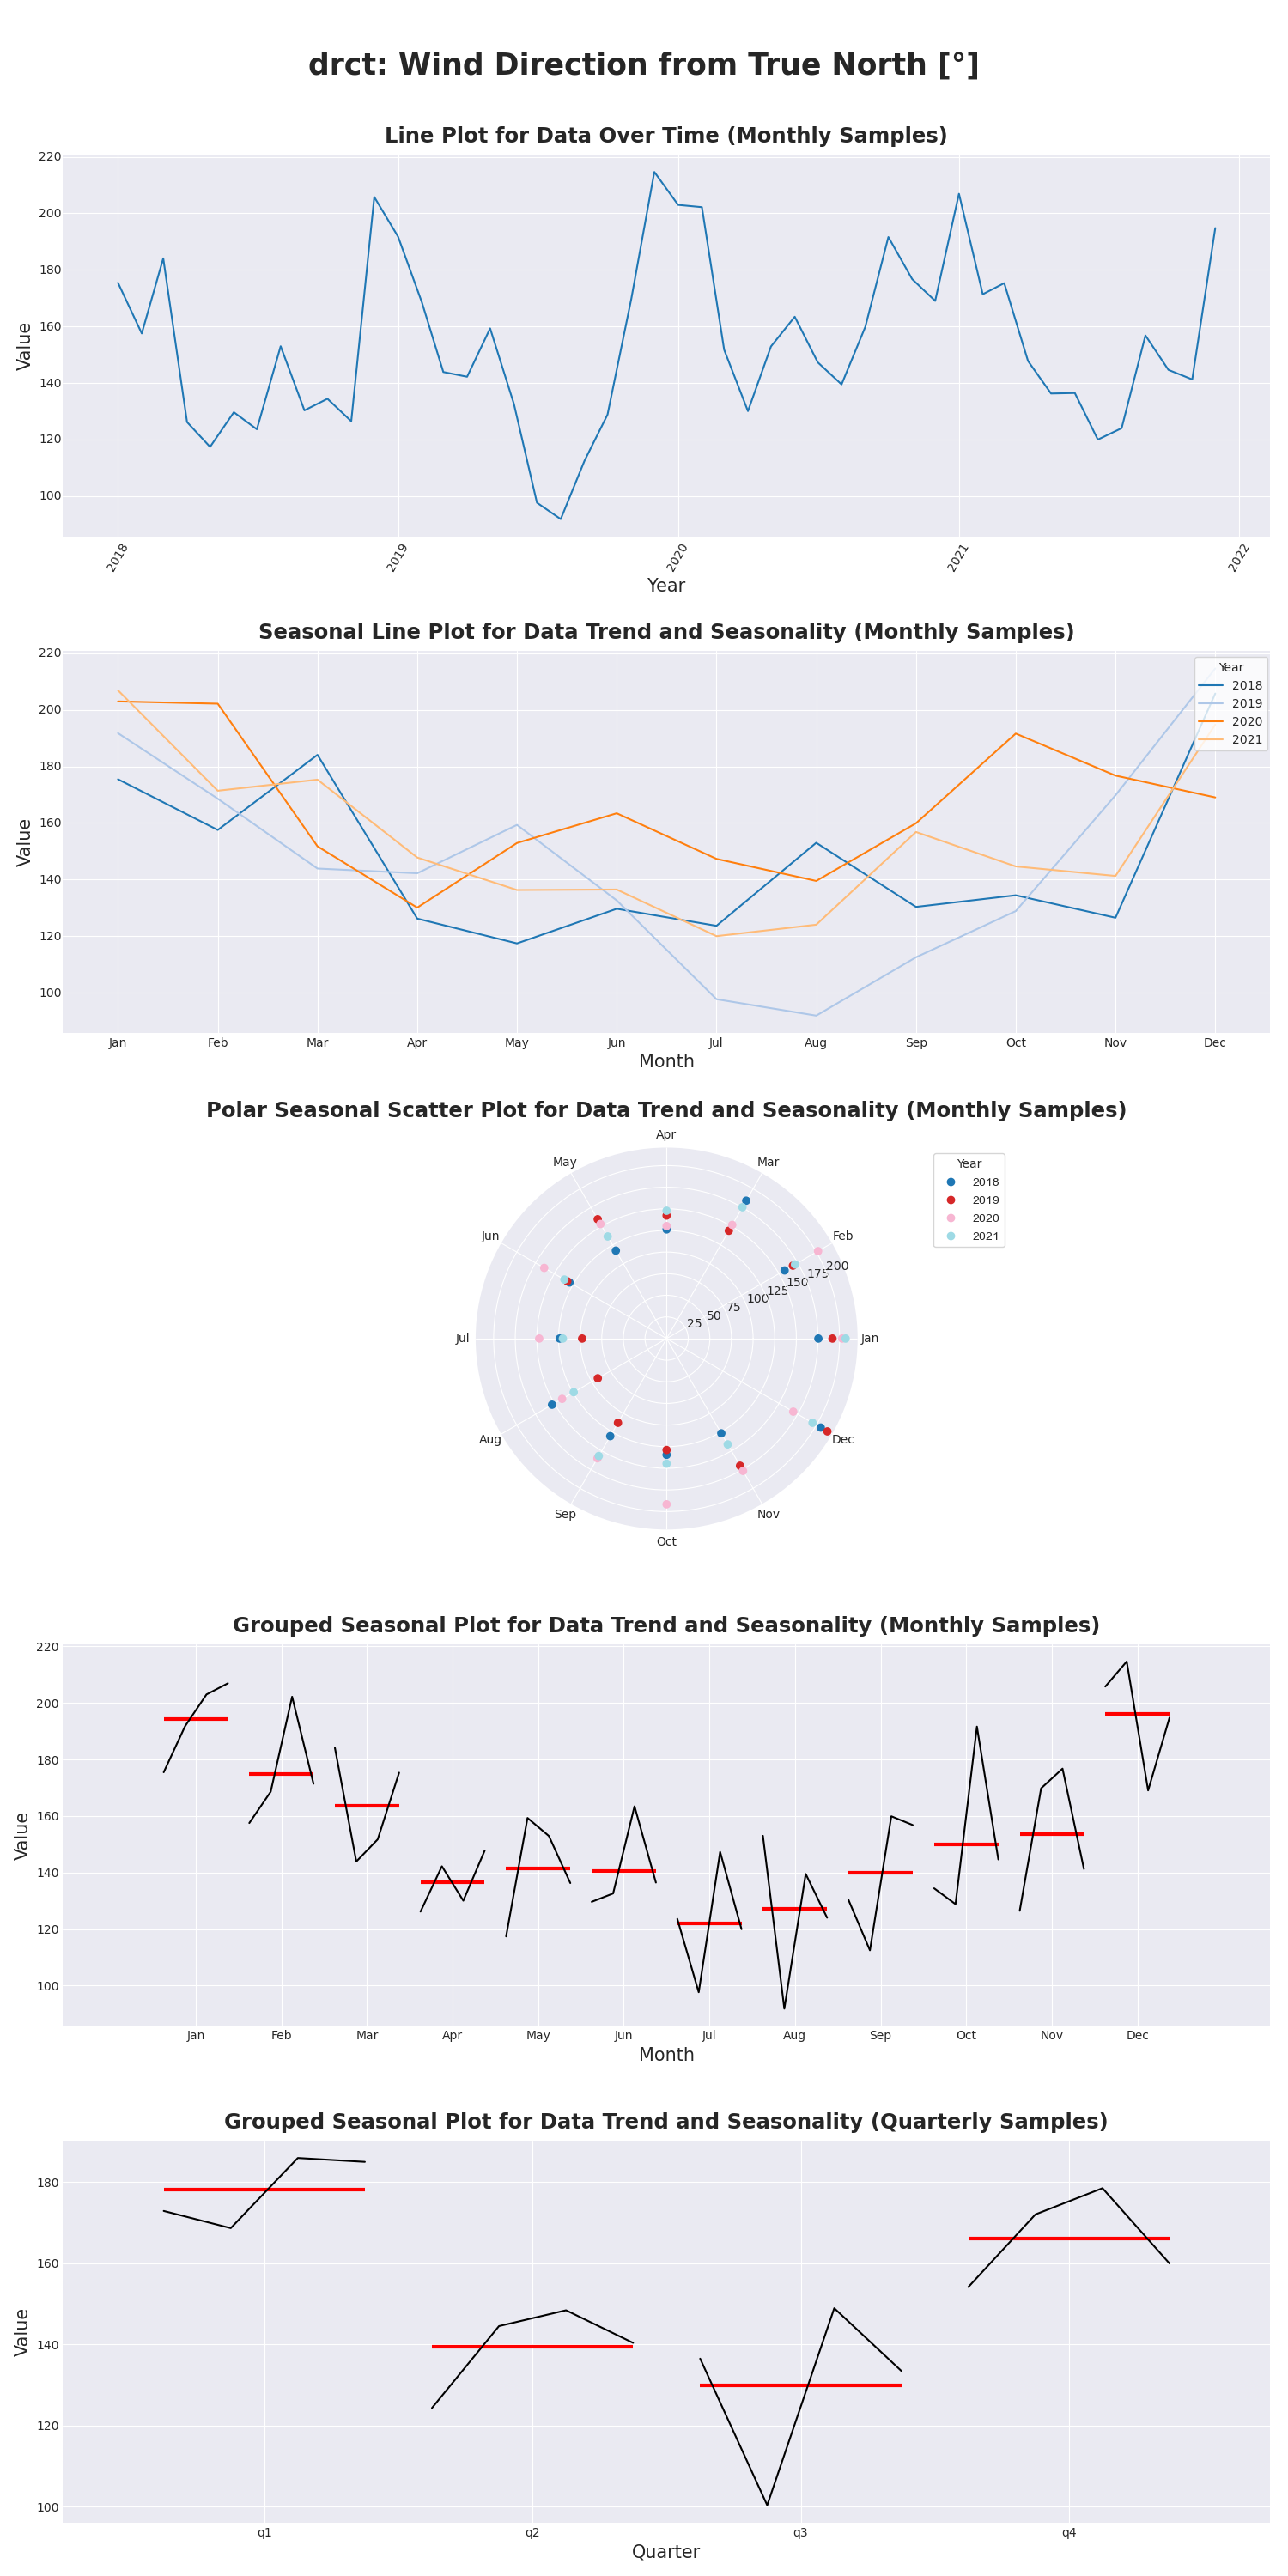 drct: Wind Direction from True North [°]
Line Plot for Data Over Time (Monthly Samples)
220
200
180
160
140
120
100
Value
2018 2019 2020 2021 2022
Year
Seasonal Line Plot for Data Trend and Seasonality (Monthly Samples)
220
200
180
160
140
120
100
Value
Year
2018
2019
2020
2021
Jan Feb Mar Apr May Jun Jul Aug Sep Oct Nov Dec
Month
Polar Seasonal Scatter Plot for Data Trend and Seasonality (Monthly Samples)
Apr
May Mar
Jun Feb
Jul Jan
Aug Dec
Sep Nov
Oct
25 50 75 100 125 150 175 200
Year
2018
2019
2020
2021
Grouped Seasonal Plot for Data Trend and Seasonality (Monthly Samples)
220
200
180
160
140
120
100
Value
Jan Feb Mar Apr May Jun Jul Aug Sep Oct Nov Dec
Month
Grouped Seasonal Plot for Data Trend and Seasonality (Quarterly Samples)
180
160
140
120
100
Value
q1 q2 q3 q4
Quarter